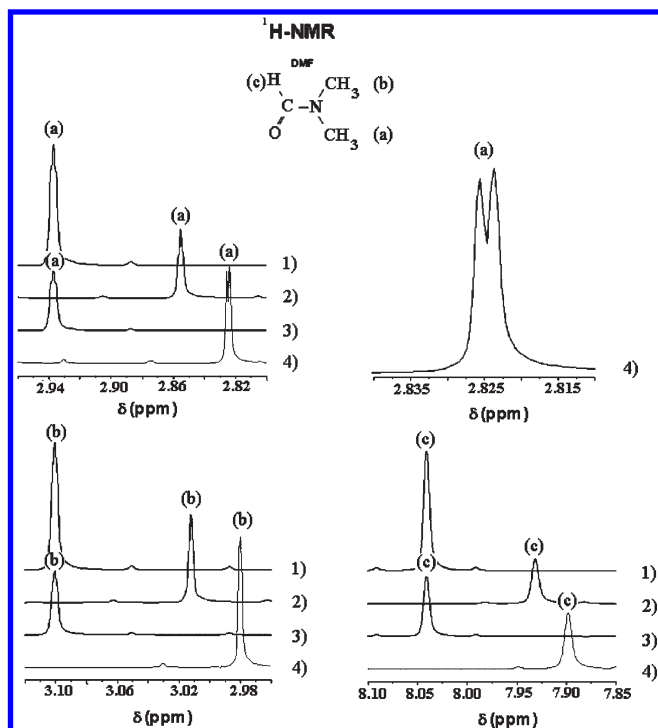 ¹H-NMR
DMF
(c) H CH₃ (b)
C – N
O CH₃ (a)
(a)
(a)
(a)
(a)
1)
2)
3)
4)
2.94 2.90 2.86 2.82
δ (ppm)
(a)
4)
2.835 2.825 2.815
δ (ppm)
(b)
(b)
(b)
(b)
1)
2)
3)
4)
3.10 3.06 3.02 2.98
δ (ppm)
(c)
(c)
(c)
(c)
1)
2)
3)
4)
8.10 8.05 8.00 7.95 7.90 7.85
δ (ppm)